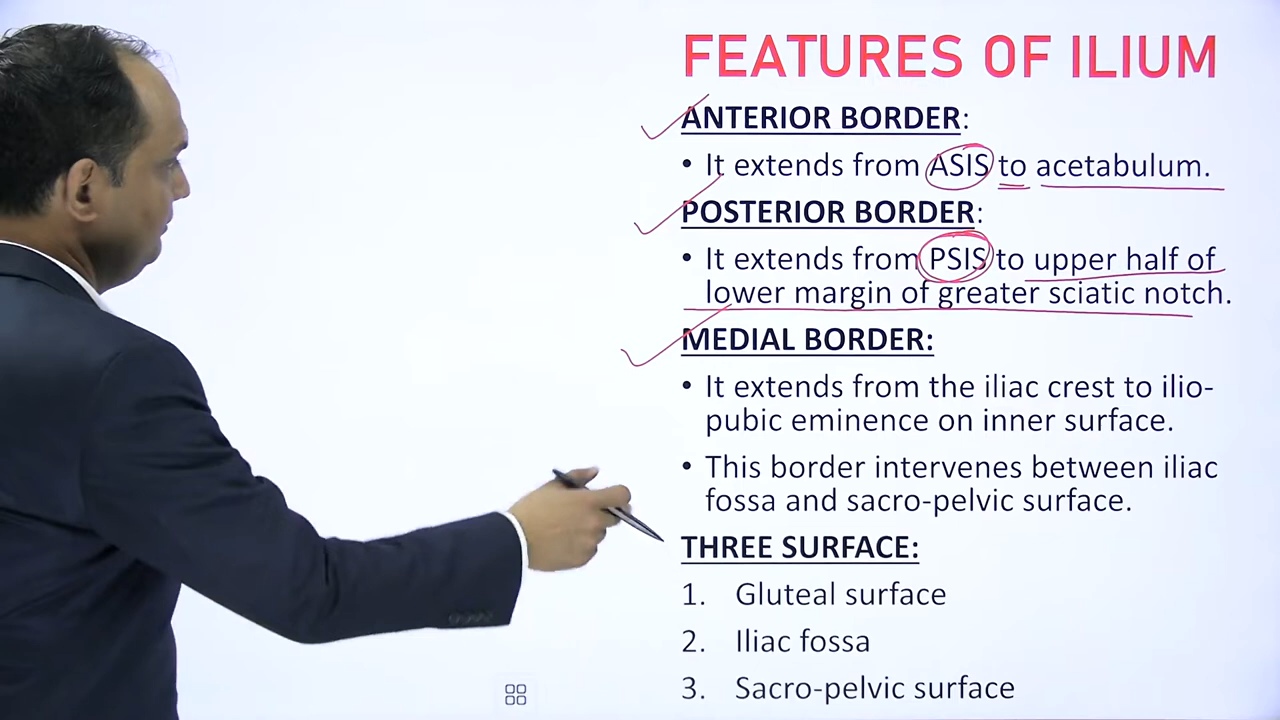 FEATURES OF ILIUM
ANTERIOR BORDER:
• It extends from ASIS to acetabulum.
POSTERIOR BORDER:
• It extends from PSIS to upper half of
lower margin of greater sciatic notch.
MEDIAL BORDER:
• It extends from the iliac crest to ilio-
pubic eminence on inner surface.
• This border intervenes between iliac
fossa and sacro-pelvic surface.
THREE SURFACE:
1. Gluteal surface
2. Iliac fossa
3. Sacro-pelvic surface